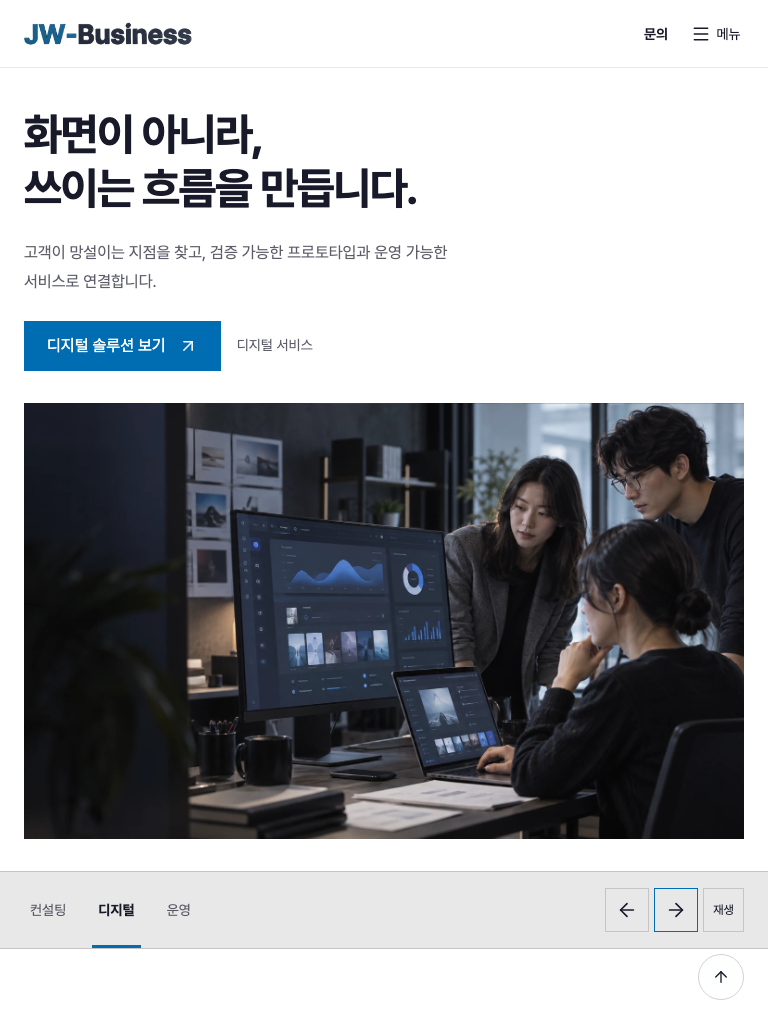 JW-Business
문의
메뉴
화면이 아니라,
쓰이는 흐름을 만듭니다.
고객이 망설이는 지점을 찾고, 검증 가능한 프로토타입과 운영 가능한
서비스로 연결합니다.
디지털 솔루션 보기
디지털 서비스
컨설팅
디지털
운영
재생